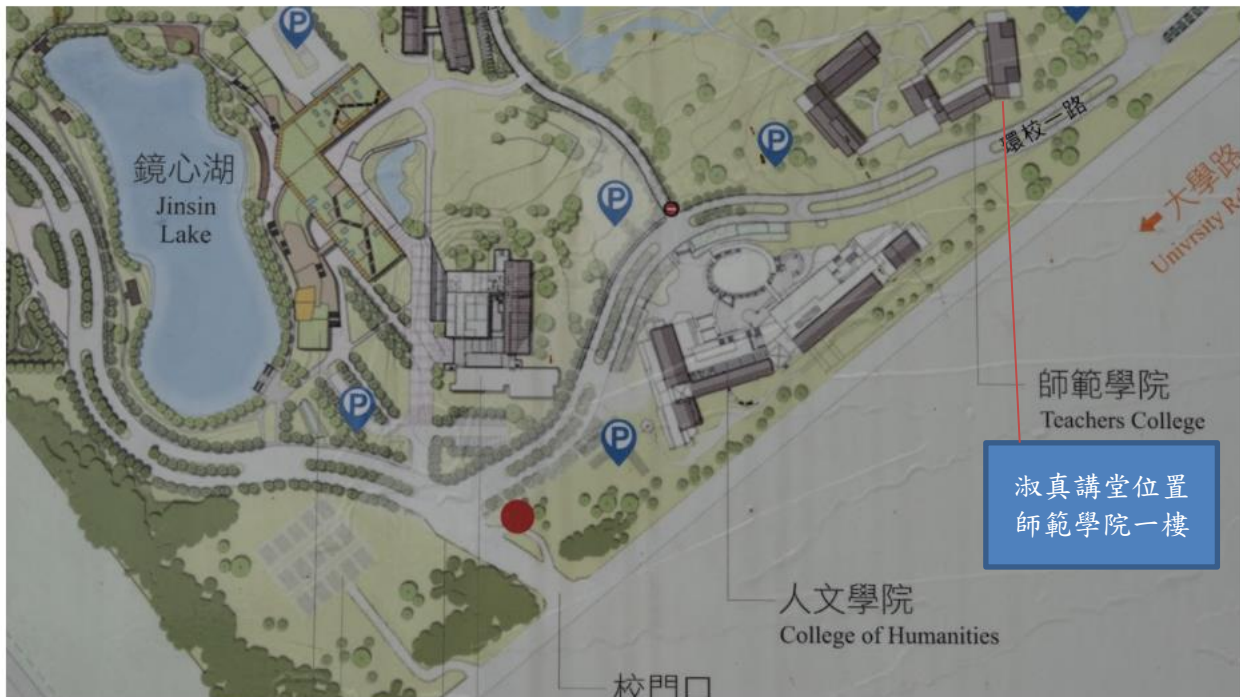 P
P
P
P
P
鏡心湖
Jinsin
Lake
環校一路
大學路
Univrsity
師範學院
Teachers College
淑真講堂位置
師範學院一樓
人文學院
College of Humanities
校門口